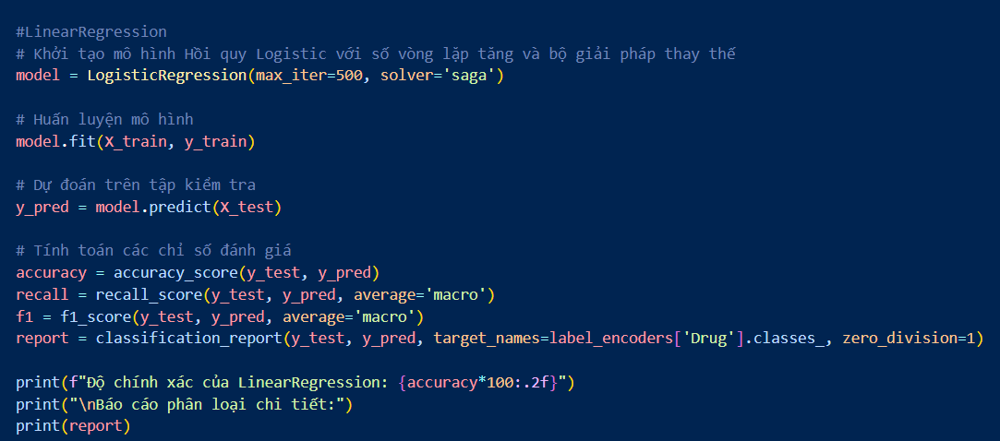 #LinearRegression
# Khởi tạo mô hình Hồi quy Logistic với số vòng lặp tăng và bộ giải pháp thay thế
model = LogisticRegression(max_iter=500, solver='saga')
# Huấn luyện mô hình
model.fit(X_train, y_train)
# Dự đoán trên tập kiểm tra
y_pred = model.predict(X_test)
# Tính toán các chỉ số đánh giá
accuracy = accuracy_score(y_test, y_pred)
recall = recall_score(y_test, y_pred, average='macro')
f1 = f1_score(y_test, y_pred, average='macro')
report = classification_report(y_test, y_pred, target_names=label_encoders['Drug'].classes_, zero_division=1)
print(f"Độ chính xác của LinearRegression: {accuracy*100:.2f}")
print("\nBáo cáo phân loại chi tiết:")
print(report)